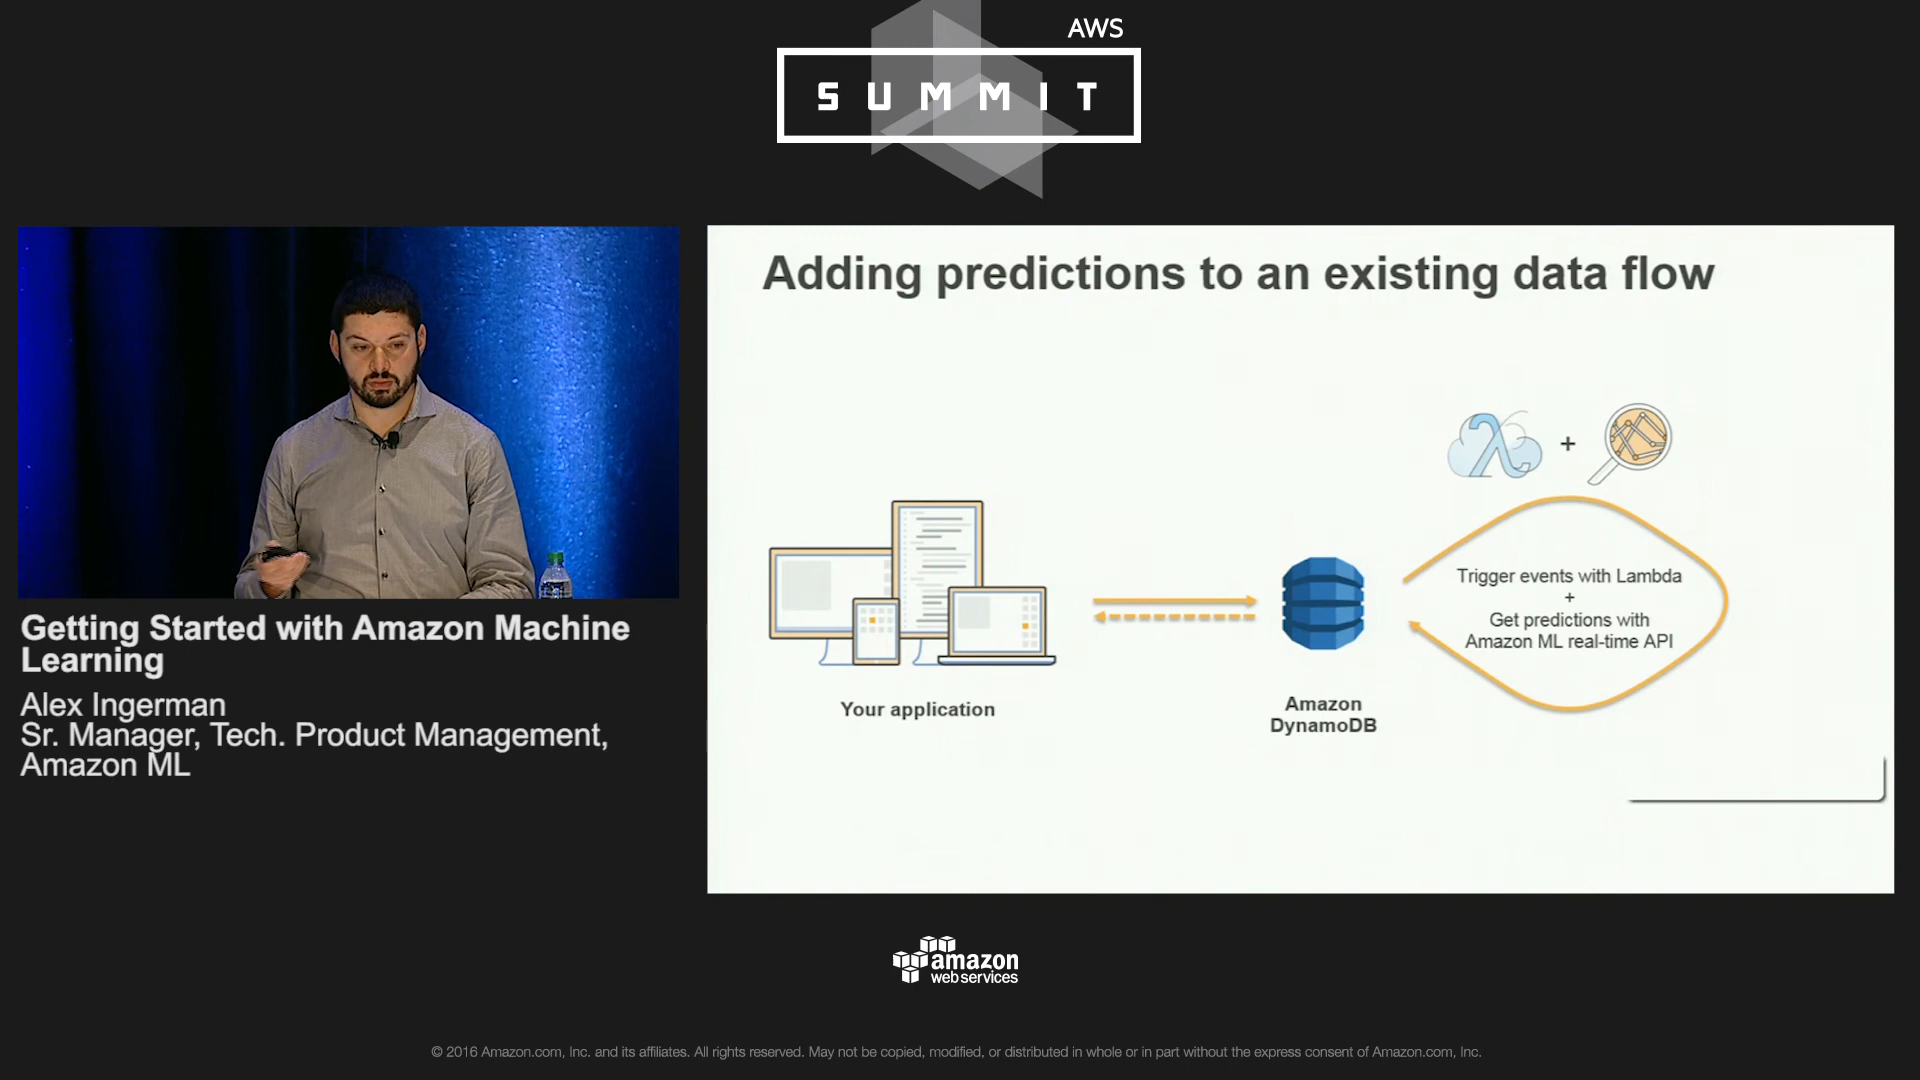 AWS
SUMMIT
Adding predictions to an existing data flow
+
Trigger events with Lambda
+
Get predictions with
Amazon ML real-time API
Your application
Amazon
DynamoDB
Getting Started with Amazon Machine
Learning
Alex Ingerman
Sr. Manager, Tech. Product Management,
Amazon ML
amazon
web services
© 2016 Amazon.com, Inc. and its affiliates. All rights reserved. May not be copied, modified, or distributed in whole or in part without the express consent of Amazon.com, Inc.